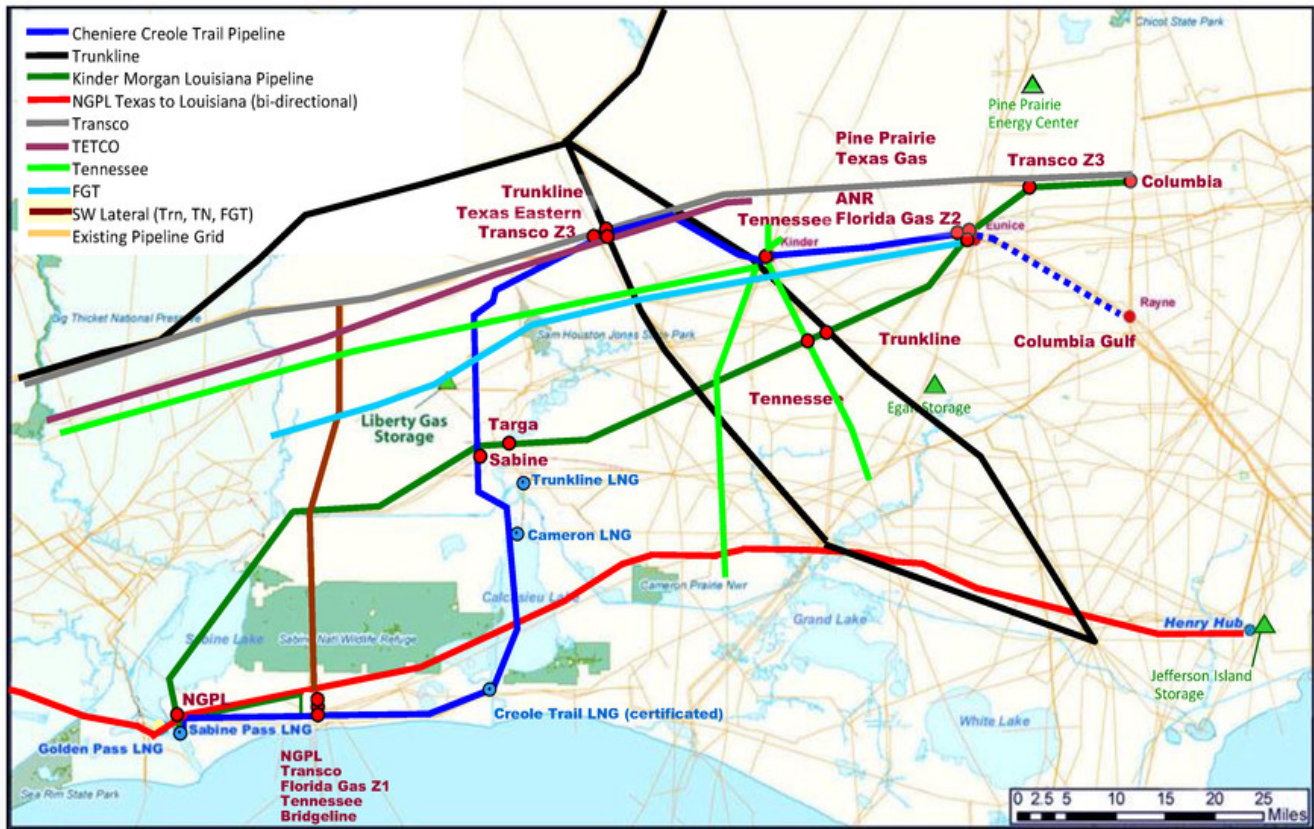 Cheniere Creole Trail Pipeline
Trunkline
Kinder Morgan Louisiana Pipeline
NGPL Texas to Louisiana (bi-directional)
Transco
TETCO
Tennessee
FGT
SW Lateral (Trn, TN, FGT)
Existing Pipeline Grid
Chicot State Park
Pine Prairie
Energy Center
Pine Prairie
Texas Gas
Transco Z3
Columbia
Trunkline
Texas Eastern
Transco Z3
ANR
Tennessee
Florida Gas Z2
Eunice
Kinder
Rayne
Big Thicket National Preserve
Sam Houston Jones State Park
Trunkline
Columbia Gulf
Liberty Gas
Storage
Tennessee
Egan Storage
Targa
Sabine
Trunkline LNG
Cameron LNG
Cameron Prairie Nwr
Calcasieu Lake
Grand Lake
Sabine Lake
Sabine Natl Wildlife Refuge
Henry Hub
Jefferson Island
Storage
NGPL
Sabine Pass LNG
Creole Trail LNG (certificated)
White Lake
Golden Pass LNG
NGPL
Transco
Florida Gas Z1
Tennessee
Bridgeline
Sea Rim State Park
0 2.5 5 10 15 20 25
Miles